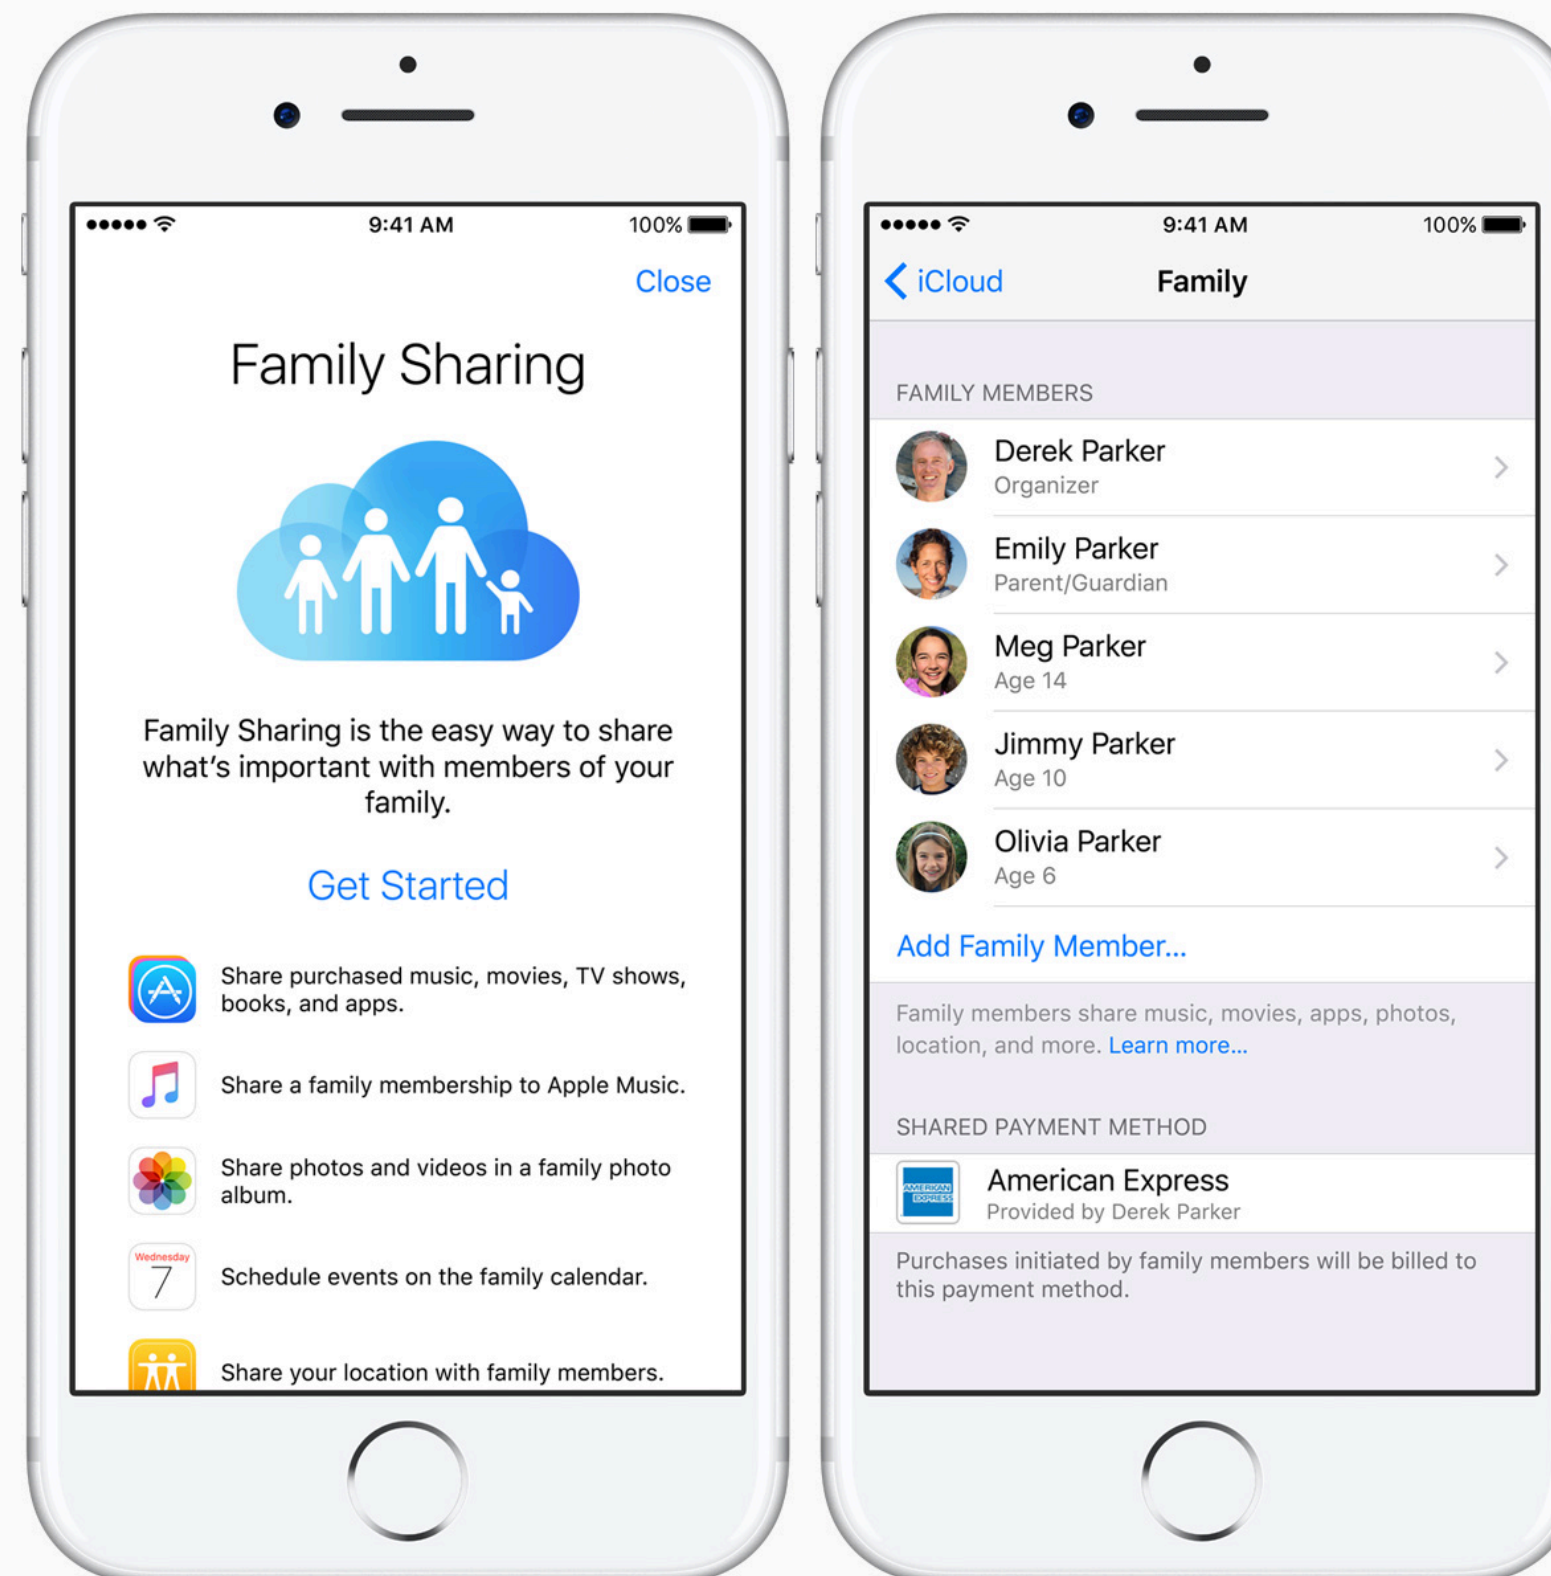 9:41 AM
100%
Close
Family Sharing
Family Sharing is the easy way to share
what's important with members of your
family.
Get Started
Share purchased music, movies, TV shows,
books, and apps.
Share a family membership to Apple Music.
Share photos and videos in a family photo
album.
Wednesday
7
Schedule events on the family calendar.
Share your location with family members.
9:41 AM
100%
iCloud
Family
FAMILY MEMBERS
Derek Parker
Organizer
Emily Parker
Parent/Guardian
Meg Parker
Age 14
Jimmy Parker
Age 10
Olivia Parker
Age 6
Add Family Member...
Family members share music, movies, apps, photos,
location, and more. Learn more...
SHARED PAYMENT METHOD
AMERICAN
EXPRESS
American Express
Provided by Derek Parker
Purchases initiated by family members will be billed to
this payment method.